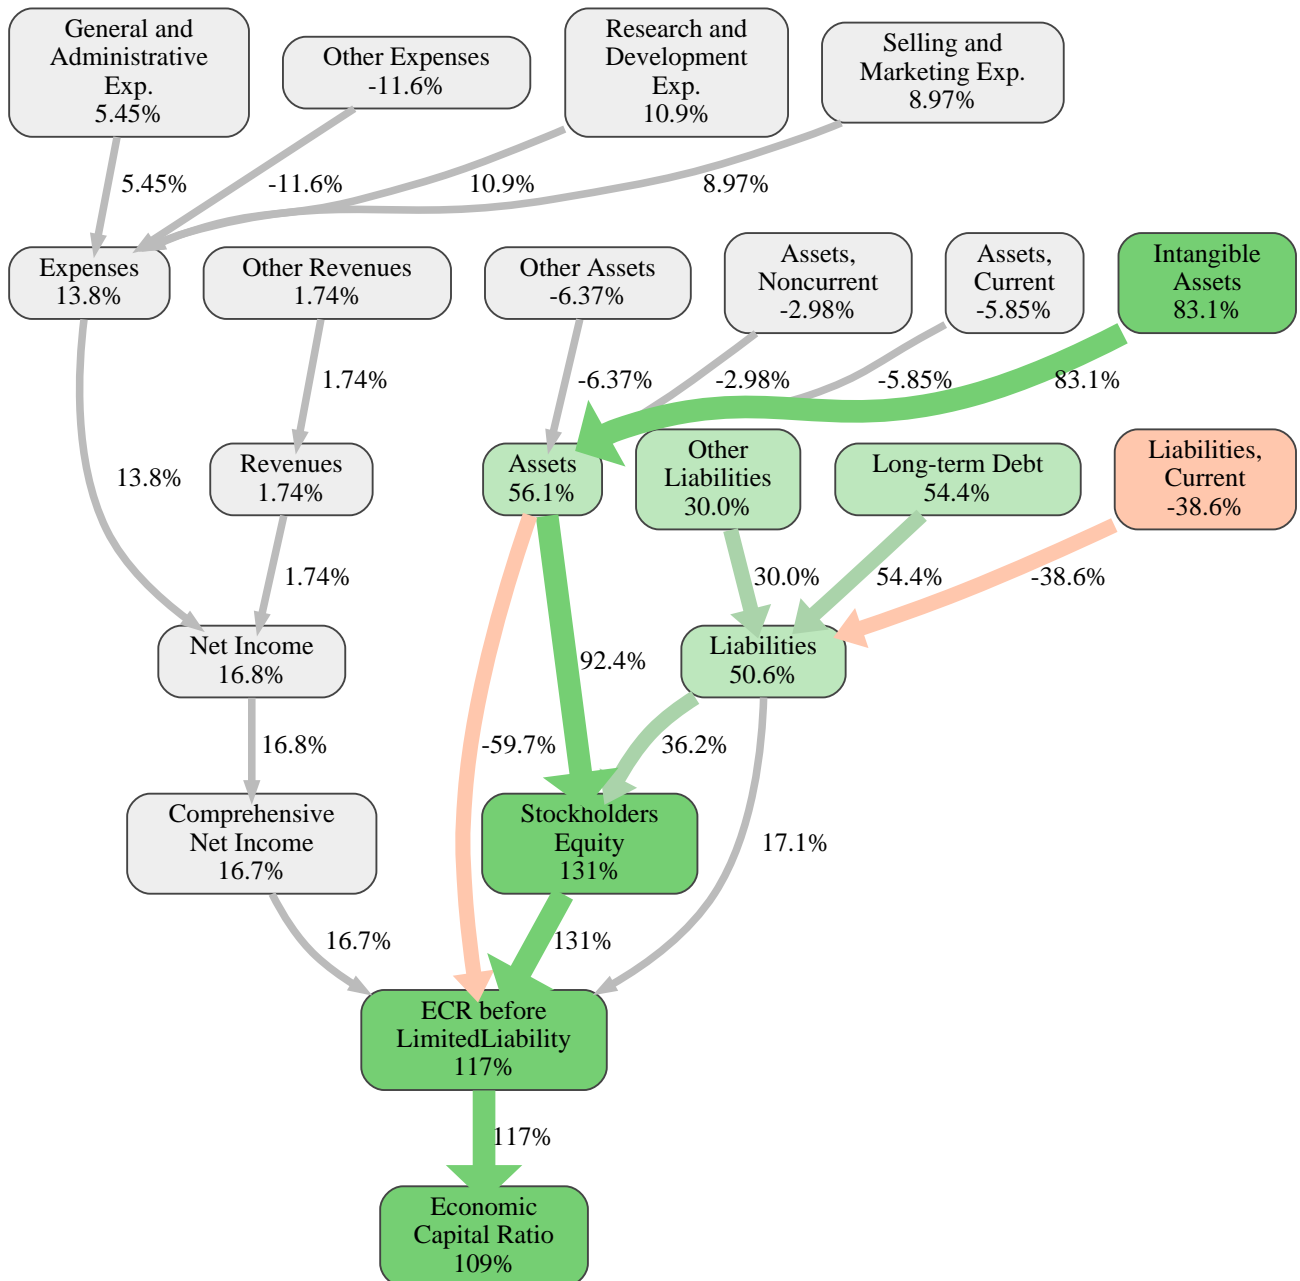 General and
Administrative
Exp.
5.45%
Other Expenses
-11.6%
Research and
Development
Exp.
10.9%
Selling and
Marketing Exp.
8.97%
5.45%
-11.6%
10.9%
8.97%
Expenses
13.8%
Other Revenues
1.74%
Other Assets
-6.37%
Assets,
Noncurrent
-2.98%
Assets,
Current
-5.85%
Intangible
Assets
83.1%
1.74%
-6.37%
-2.98%
-5.85%
83.1%
13.8%
Revenues
1.74%
Assets
56.1%
Other
Liabilities
30.0%
Long-term Debt
54.4%
Liabilities,
Current
-38.6%
1.74%
30.0%
54.4%
-38.6%
Net Income
16.8%
92.4%
Liabilities
50.6%
16.8%
-59.7%
36.2%
Comprehensive
Net Income
16.7%
Stockholders
Equity
131%
17.1%
16.7%
131%
ECR before
LimitedLiability
117%
117%
Economic
Capital Ratio
109%